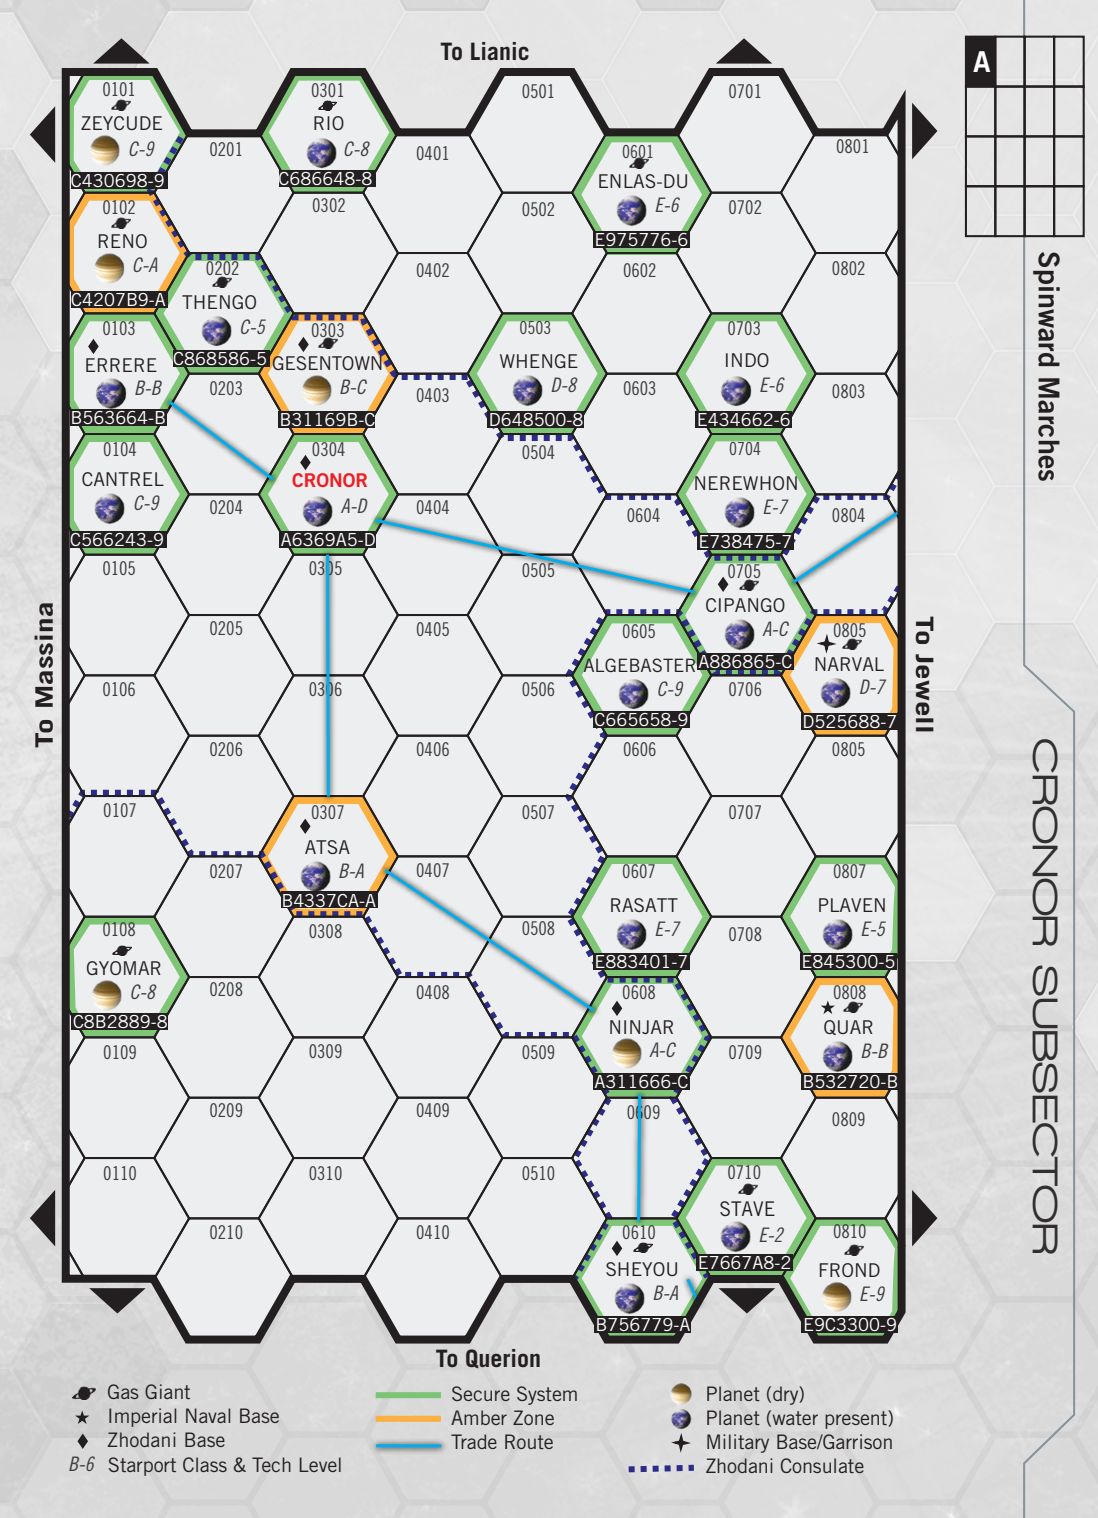 To Lianic
A
0101
ZEYCUDE
C-9
C430698-9
0201
0301
RIO
C-8
C686648-8
0401
0501
0601
ENLAS-DU
E-6
E975776-6
0701
0801
0102
RENO
C-A
C4207B9-A
0202
THENGO
C-5
C868586-5
0302
0402
0502
0602
0702
0802
0103
ERRERE
B-B
B563664-B
0203
0303
GESENTOWN
B-C
B31169B-C
0403
0503
WHENGE
D-8
D648500-8
0603
0703
INDO
E-6
E434662-6
0803
0104
CANTREL
C-9
C566243-9
0204
0304
CRONOR
A-D
A6369A5-D
0404
0504
0604
0704
NEREWHON
E-7
E738475-7
0804
0105
0205
0305
0405
0505
0605
ALGEBASTER
C-9
C665658-9
0705
CIPANGO
A-C
A886865-C
0805
NARVAL
D-7
D525688-7
0106
0206
0306
0406
0506
0606
0706
0805
0107
0207
0307
ATSA
B-A
B4337CA-A
0407
0507
0607
RASATT
E-7
E883401-7
0707
0807
PLAVEN
E-5
E845300-5
0108
GYOMAR
C-8
C8B2889-8
0208
0308
0408
0508
0608
NINJAR
A-C
A311666-C
0708
0808
QUAR
B-B
B532720-B
0109
0209
0309
0409
0509
0609
0709
0809
0110
0210
0310
0410
0510
0610
SHEYOU
B-A
B756779-A
0710
STAVE
E-2
E7667A8-2
0810
FROND
E-9
E9C3300-9
To Massina
To Jewell
Spinward Marches
CRONOR SUBSECTOR
To Querion
Gas Giant
Imperial Naval Base
Zhodani Base
B-6 Starport Class & Tech Level
Secure System
Amber Zone
Trade Route
Planet (dry)
Planet (water present)
Military Base/Garrison
Zhodani Consulate